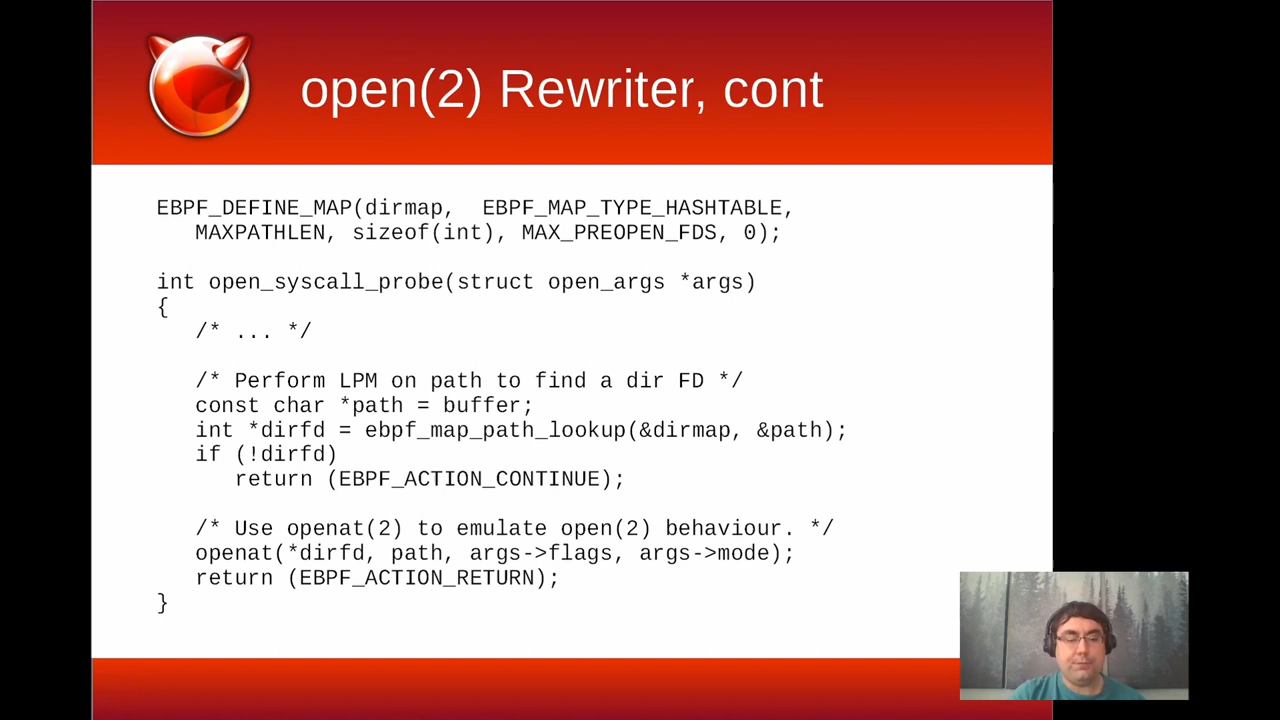 open(2) Rewriter, cont
EBPF_DEFINE_MAP(dirmap,  EBPF_MAP_TYPE_HASHTABLE,
MAXPATHLEN, sizeof(int), MAX_PREOPEN_FDS, 0);
int open_syscall_probe(struct open_args *args)
{
/* ... */
/* Perform LPM on path to find a dir FD */
const char *path = buffer;
int *dirfd = ebpf_map_path_lookup(&dirmap, &path);
if (!dirfd)
return (EBPF_ACTION_CONTINUE);
/* Use openat(2) to emulate open(2) behaviour. */
openat(*dirfd, path, args->flags, args->mode);
return (EBPF_ACTION_RETURN);
}